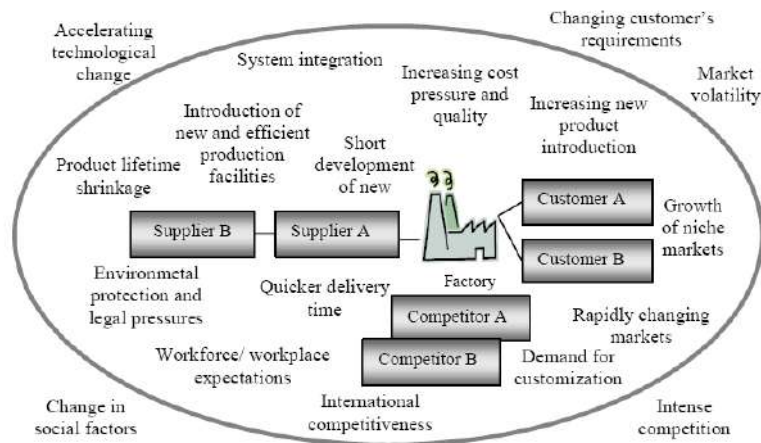 Accelerating
technological
change
Changing customer's
requirements
System integration
Increasing cost
pressure and
quality
Market
volatility
Introduction of
new and efficient
production
facilities
Increasing new
product
introduction
Product lifetime
shrinkage
Short
development
of new
Supplier B
Supplier A
Customer A
Customer B
Growth
of niche
markets
Environmetal
protection and
legal pressures
Quicker delivery
time
Factory
Competitor A
Competitor B
Rapidly changing
markets
Workforce/ workplace
expectations
Demand for
customization
Change in
social factors
International
competitiveness
Intense
competition